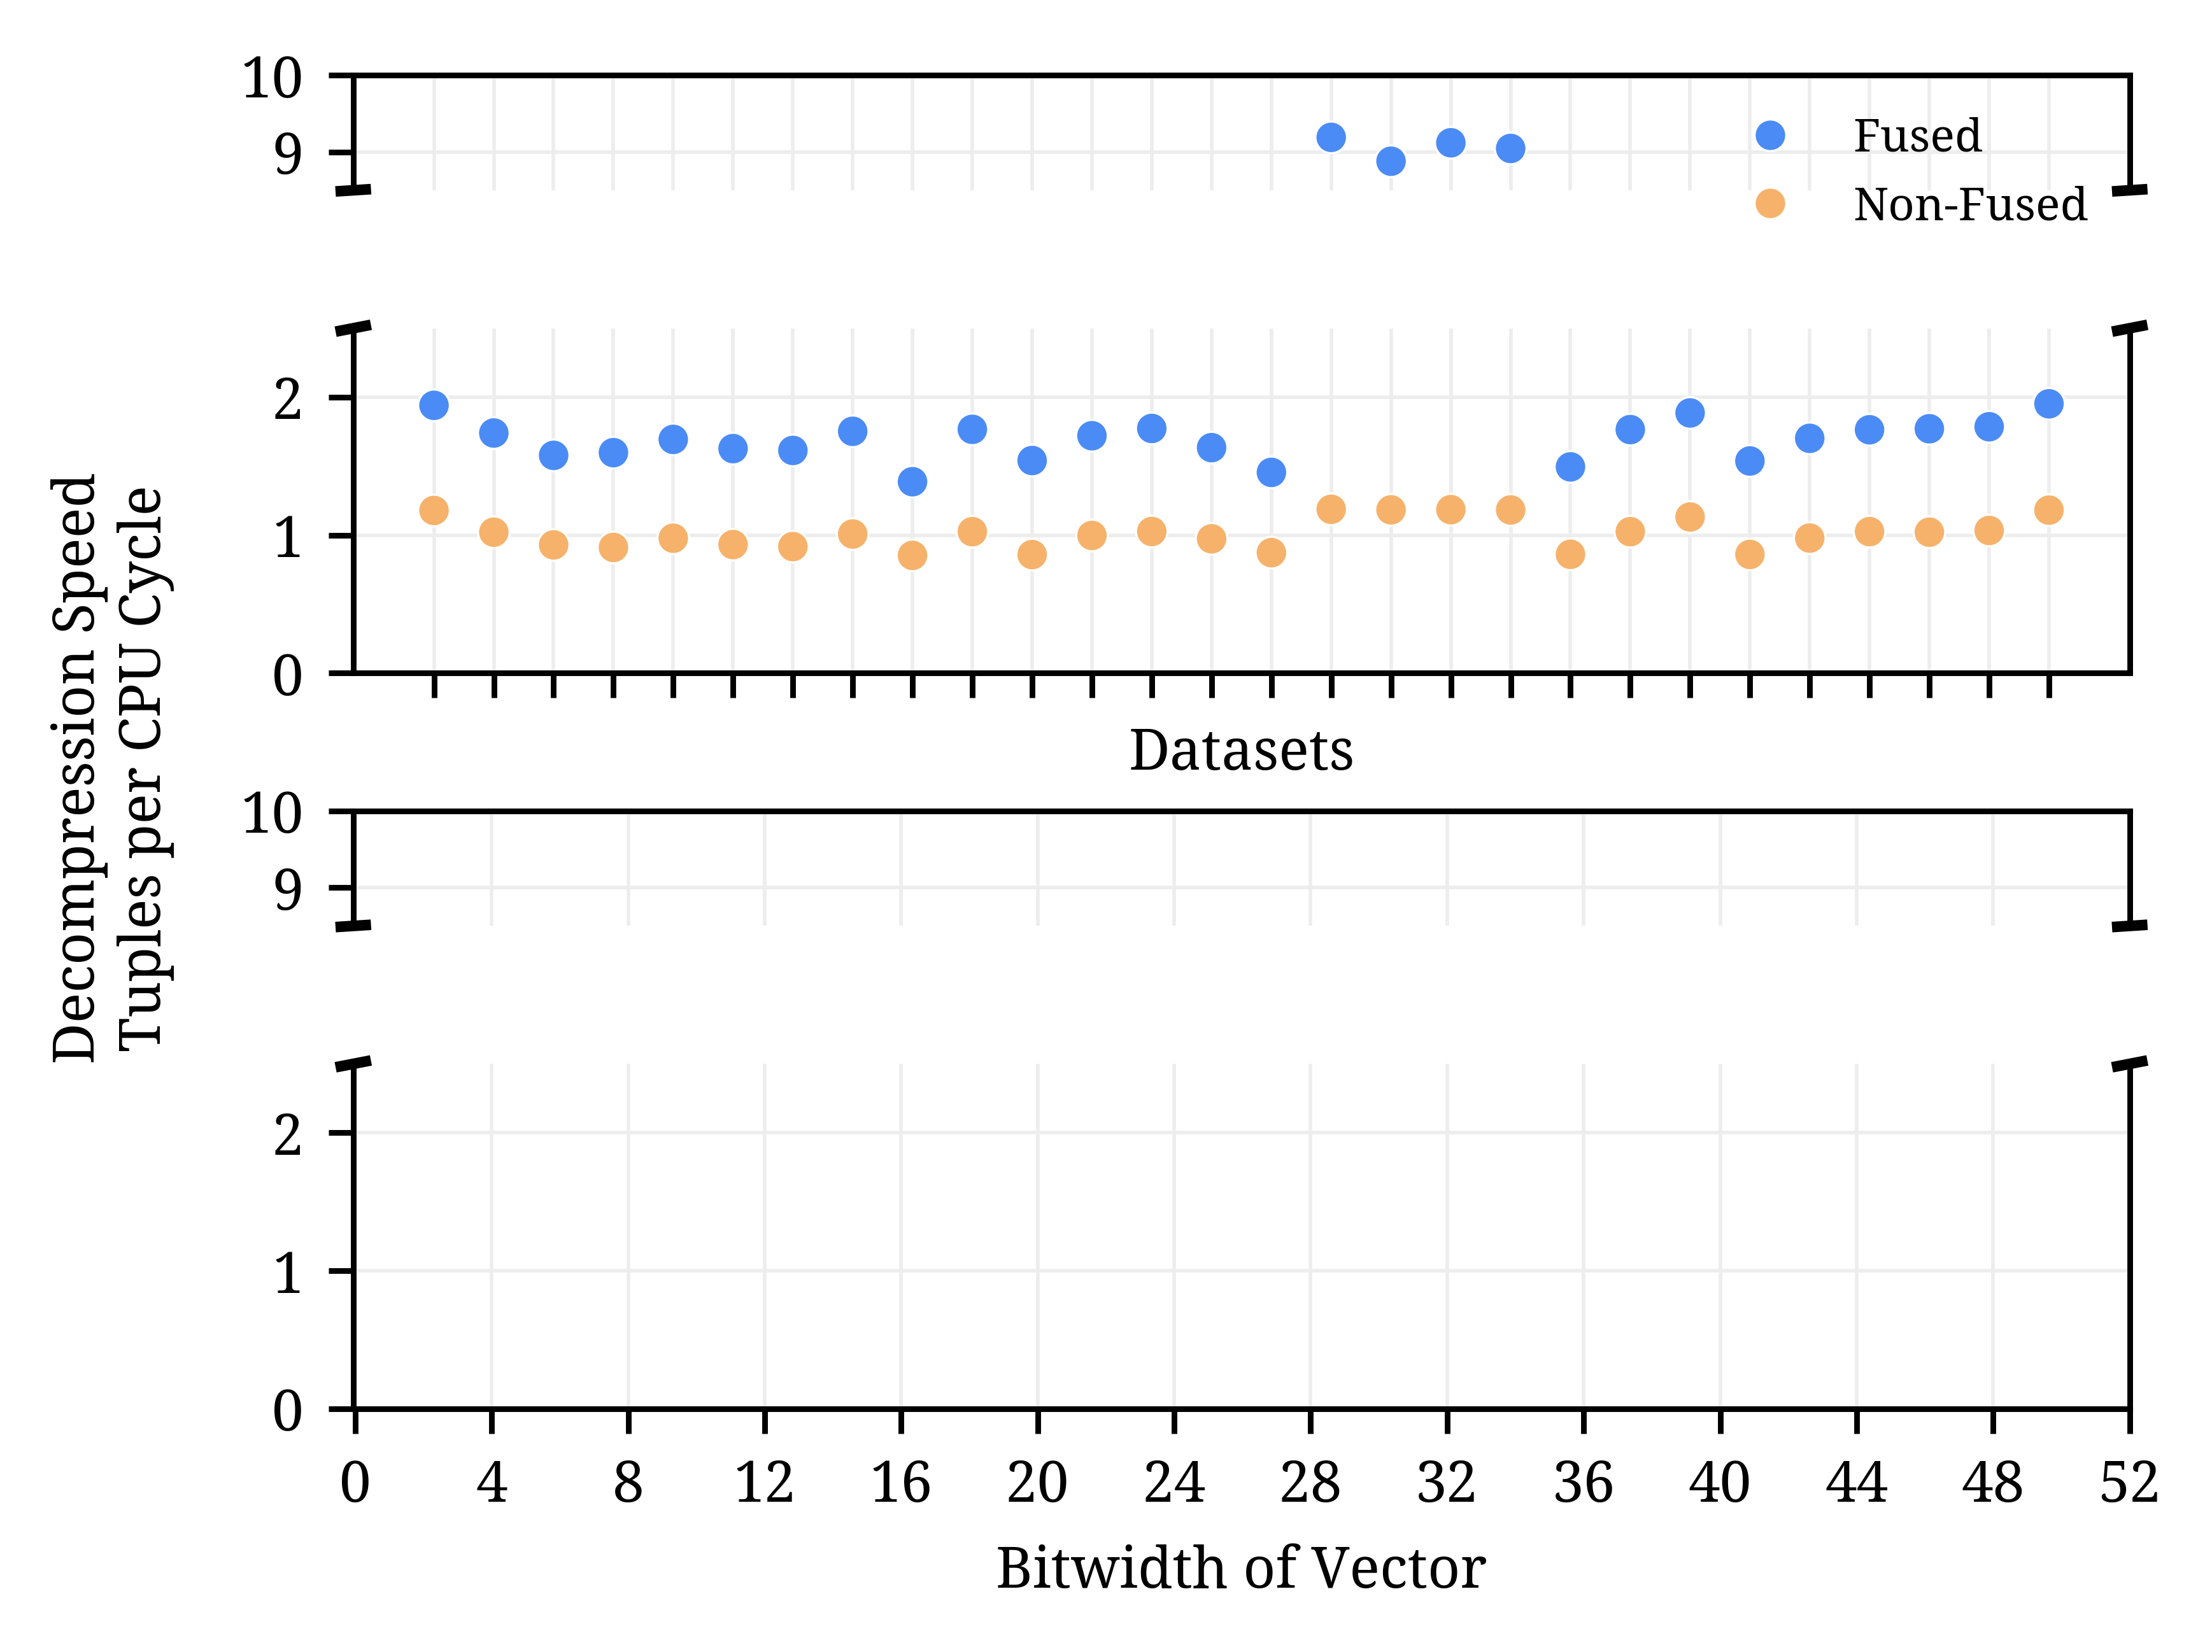 Decompression Speed
Tuples per CPU Cycle
10
9
Fused
Non-Fused
2
1
0
Datasets
10
9
2
1
0
0 4 8 12 16 20 24 28 32 36 40 44 48 52
Bitwidth of Vector